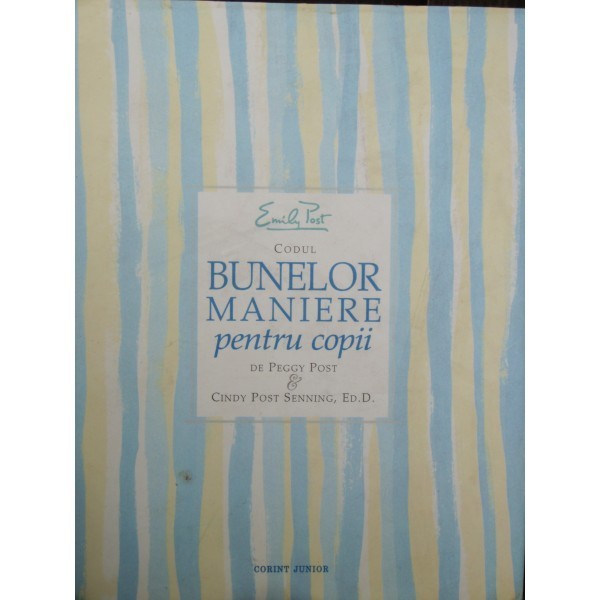 Emily Post
CODUL
BUNELOR
MANIERE
pentru copii
DE PEGGY POST
&
CINDY POST SENNING, ED.D.
CORINT JUNIOR